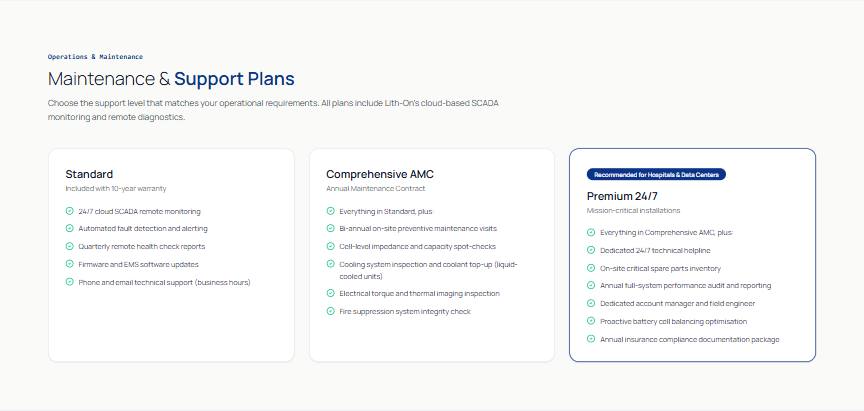 Operations & Maintenance
Maintenance & Support Plans
Choose the support level that matches your operational requirements. All plans include Lith-On's cloud-based SCADA
monitoring and remote diagnostics.
Standard
Included with 10-year warranty
24/7 cloud SCADA remote monitoring
Automated fault detection and alerting
Quarterly remote health check reports
Firmware and EMS software updates
Phone and email technical support (business hours)
Comprehensive AMC
Annual Maintenance Contract
Everything in Standard, plus:
Bi-annual on-site preventive maintenance visits
Cell-level impedance and capacity spot-checks
Cooling system inspection and coolant top-up (liquid-
cooled units)
Electrical torque and thermal imaging inspection
Fire suppression system integrity check
Recommended for Hospitals & Data Centers
Premium 24/7
Mission-critical installations
Everything in Comprehensive AMC, plus:
Dedicated 24/7 technical helpline
On-site critical spare parts inventory
Annual full-system performance audit and reporting
Dedicated account manager and field engineer
Proactive battery cell balancing optimisation
Annual insurance compliance documentation package